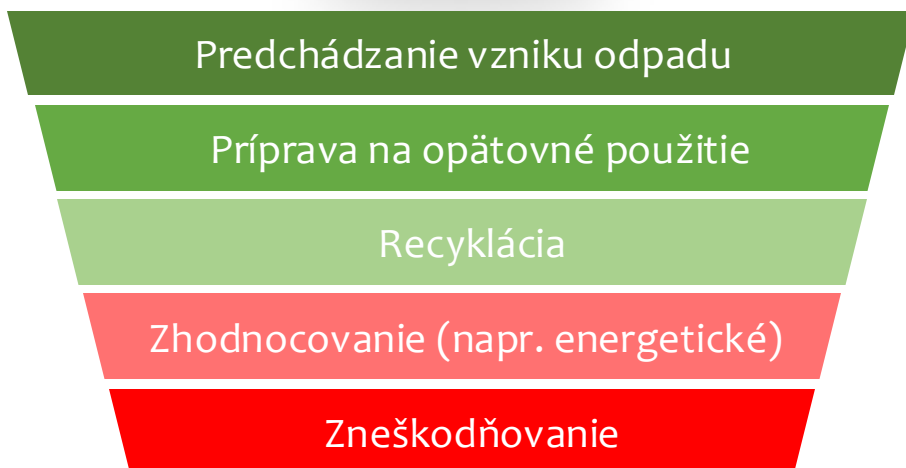 Predchádzanie vzniku odpadu
Príprava na opätovné použitie
Recyklácia
Zhodnocovanie (napr. energetické)
Zneškodňovanie